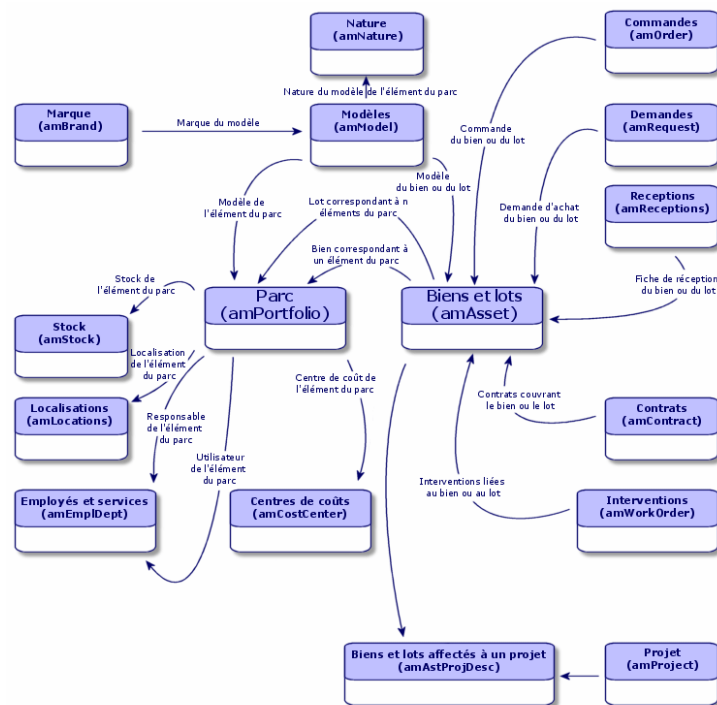 Nature
(amNature)
Commandes
(amOrder)
Nature du modèle de l'élément du parc
Marque
(amBrand)
Marque du modèle
Modèles
(amModel)
Demandes
(amRequest)
Commande
du bien ou du lot
Modèle
du bien ou du lot
Modèle de
l'élément du parc
Lot correspondant à n
éléments du parc
Receptions
(amReceptions)
Demande d'achat
du bien ou du lot
Bien correspondant à
un élément du parc
Stock de
l'élément du parc
Fiche de réception
du bien ou du lot
Parc
(amPortfolio)
Biens et lots
(amAsset)
Stock
(amStock)
Localisation
de l'élément
du parc
Centre de coût de
l'élément du parc
Contrats couvrant
le bien ou le lot
Localisations
(amLocations)
Contrats
(amContract)
Responsable
de l'élément
du parc
Utilisateur
de l'élément
du parc
Interventions liées
au bien ou au lot
Employés et services
(amEmplDept)
Centres de coûts
(amCostCenter)
Interventions
(amWorkOrder)
Biens et lots affectés à un projet
(amAstProjDesc)
Projet
(amProject)